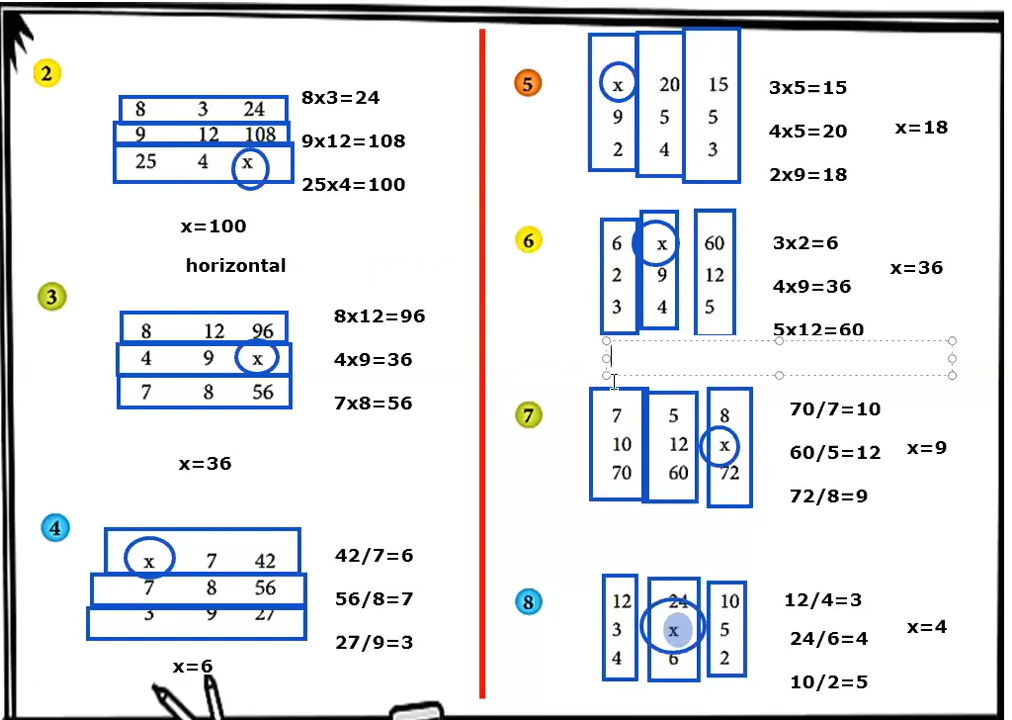 2
8 3 24
9 12 108
25 4 x
8x3=24
9x12=108
25x4=100
x=100
horizontal
3
8 12 96
4 9 x
7 8 56
8x12=96
4x9=36
7x8=56
x=36
4
x 7 42
7 8 56
3 9 27
42/7=6
56/8=7
27/9=3
x=6
5
x 20 15
9 5 5
2 4 3
3x5=15
4x5=20
2x9=18
x=18
6
6 x 60
2 9 12
3 4 5
3x2=6
4x9=36
5x12=60
x=36
7
7 5 8
10 12 x
70 60 72
70/7=10
60/5=12
72/8=9
x=9
8
12 24 10
3 x 5
4 6 2
12/4=3
24/6=4
10/2=5
x=4